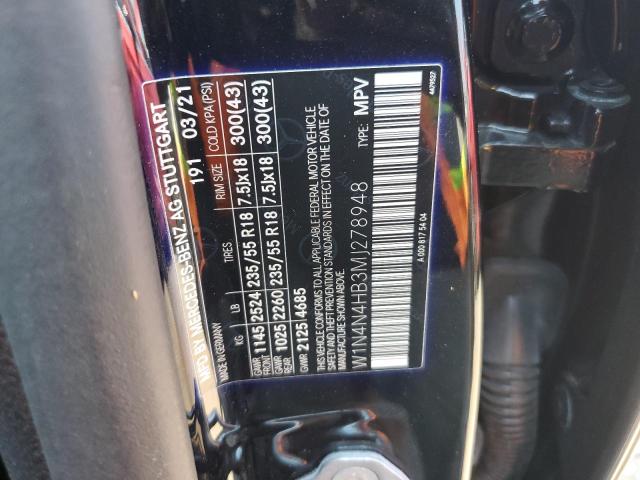 MFD BY MERCEDES-BENZ AG STUTTGART
MADE IN GERMANY 191 03/21
KG LB TIRES RIM SIZE COLD KPA(PSI)
GAWR FRONT 1145 2524 235/55 R18 7.5Jx18 300(43)
GAWR REAR 1025 2260 235/55 R18 7.5Jx18 300(43)
GWR 2125 4685
THIS VEHICLE CONFORMS TO ALL APPLICABLE FEDERAL MOTOR VEHICLE
SAFETY AND THEFT PREVENTION STANDARDS IN EFFECT ON THE DATE OF
MANUFACTURE SHOWN ABOVE.
W1N4N4HB3MJ278948 TYPE: MPV
A 000 817 54 04